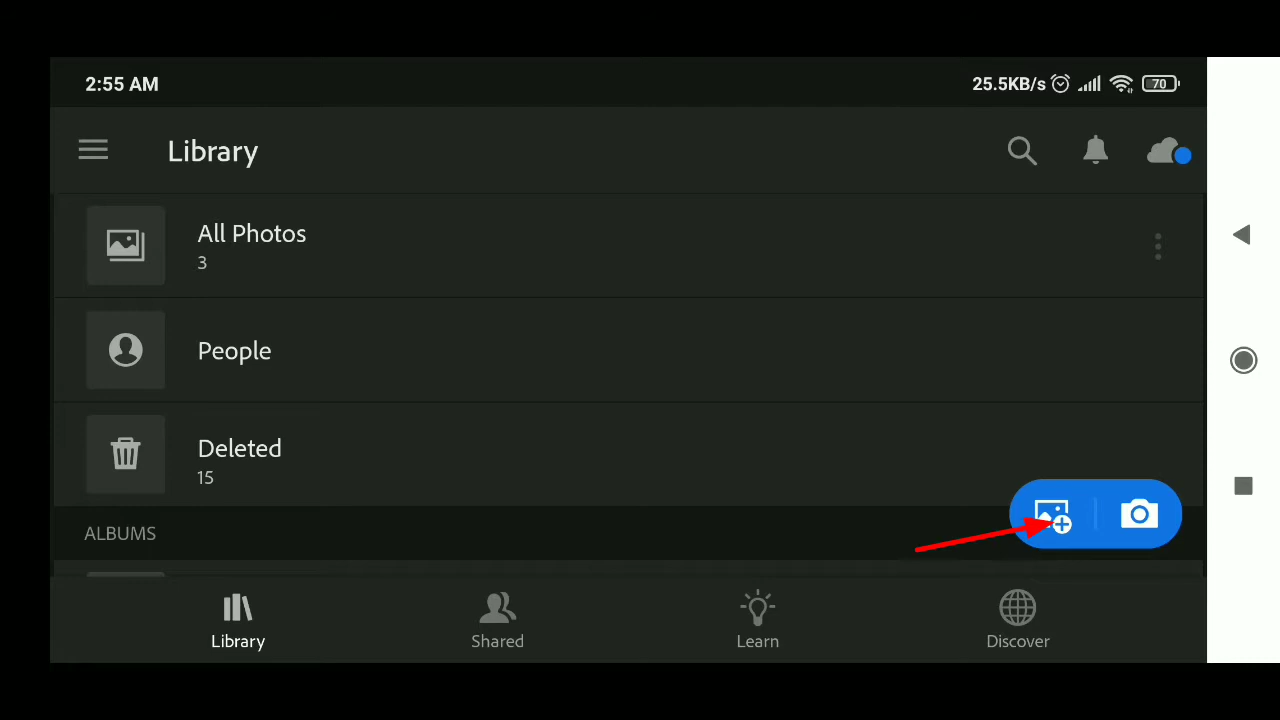 2:55 AM
25.5KB/s
70
Library
All Photos
3
People
Deleted
15
ALBUMS
Library
Shared
Learn
Discover